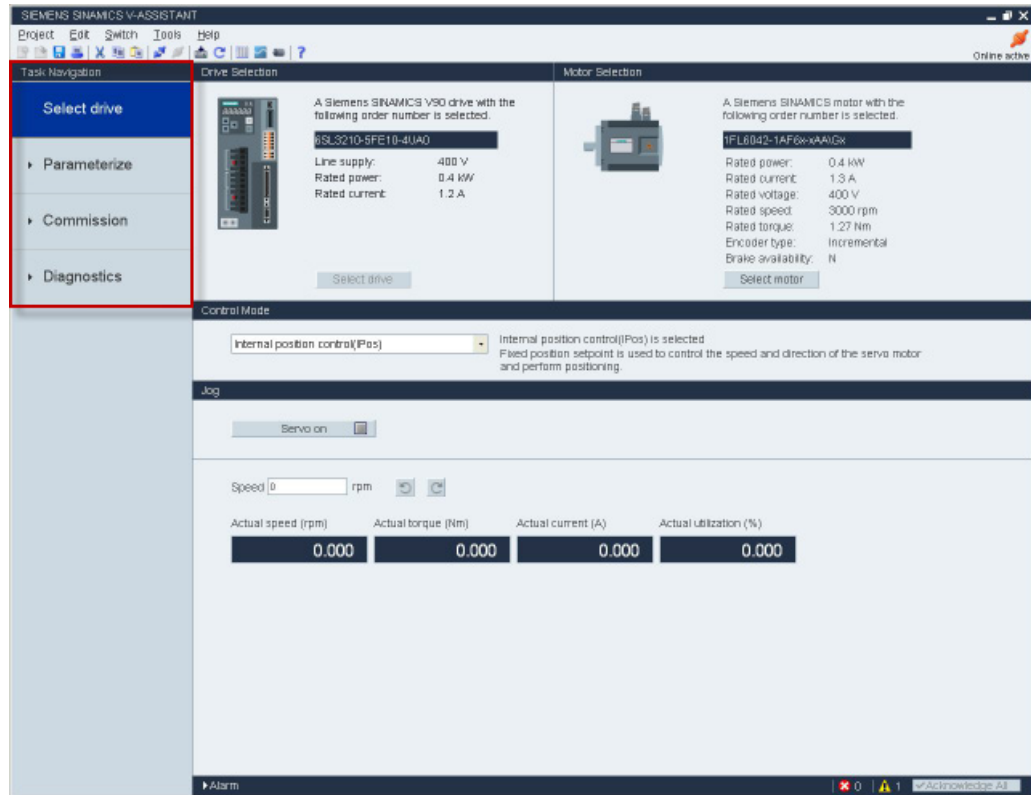 SIEMENS SINAMICS V-ASSISTANT
Project Edit Switch Tools Help
Online active
Task Navigation
Select drive
Parameterize
Commission
Diagnostics
Drive Selection
A Siemens SINAMICS V90 drive with the
following order number is selected.
6SL3210-5FE10-4UA0
Line supply: 400 V
Rated power: 0.4 kW
Rated current: 1.2 A
Select drive
Motor Selection
A Siemens SINAMICS motor with the
following order number is selected.
1FL6042-1AF6x-xAA\Gx
Rated power: 0.4 kW
Rated current: 1.3 A
Rated voltage: 400 V
Rated speed: 3000 rpm
Rated torque: 1.27 Nm
Encoder type: Incremental
Brake availability: N
Select motor
Control Mode
Internal position control(IPos)
Internal position control(IPos) is selected
Fixed position setpoint is used to control the speed and direction of the servo motor
and perform positioning.
Jog
Servo on
Speed 0 rpm
Actual speed (rpm) Actual torque (Nm) Actual current (A) Actual utilization (%)
0.000 0.000 0.000 0.000
Alarm
0 1 Acknowledge All